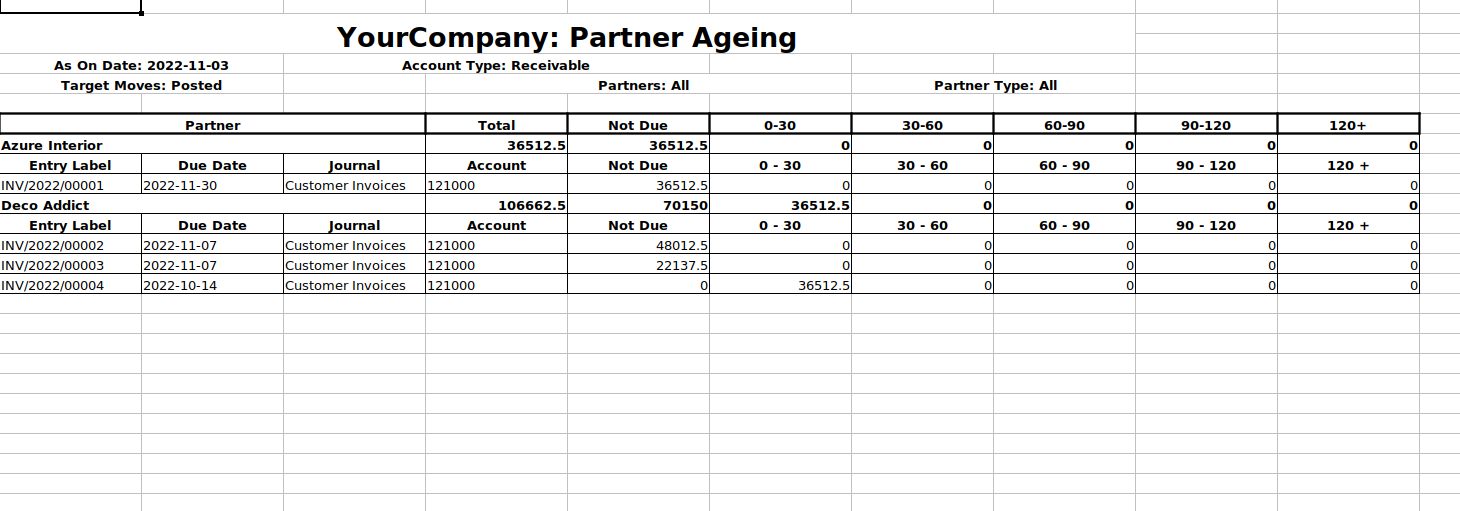 YourCompany: Partner Ageing
As On Date: 2022-11-03 Account Type: Receivable
Target Moves: Posted Partners: All Partner Type: All
Partner Total Not Due 0-30 30-60 60-90 90-120 120+
Azure Interior 36512.5 36512.5 0 0 0 0 0
Entry Label Due Date Journal Account Not Due 0 - 30 30 - 60 60 - 90 90 - 120 120 +
INV/2022/00001 2022-11-30 Customer Invoices 121000 36512.5 0 0 0 0 0
Deco Addict 106662.5 70150 36512.5 0 0 0 0
Entry Label Due Date Journal Account Not Due 0 - 30 30 - 60 60 - 90 90 - 120 120 +
INV/2022/00002 2022-11-07 Customer Invoices 121000 48012.5 0 0 0 0 0
INV/2022/00003 2022-11-07 Customer Invoices 121000 22137.5 0 0 0 0 0
INV/2022/00004 2022-10-14 Customer Invoices 121000 0 36512.5 0 0 0 0